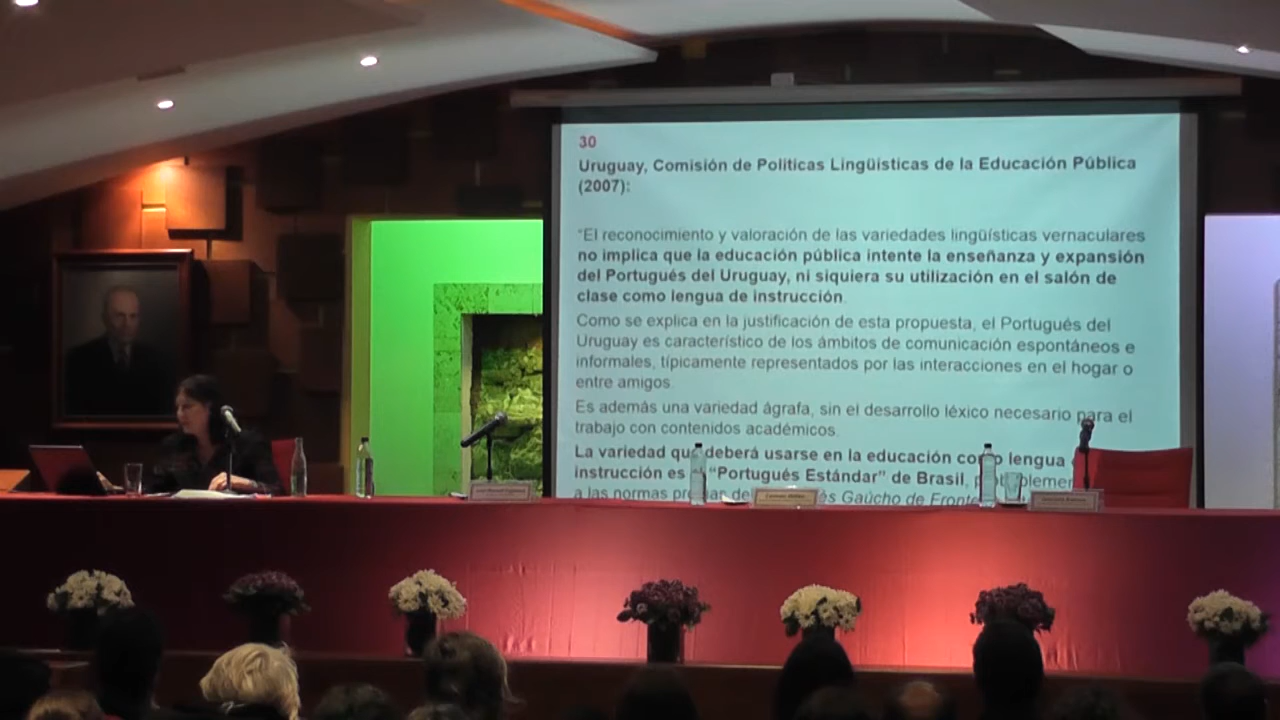 30
Uruguay, Comisión de Políticas Lingüísticas de la Educación Pública
(2007):
“El reconocimiento y valoración de las variedades lingüísticas vernaculares
no implica que la educación pública intente la enseñanza y expansión
del Portugués del Uruguay, ni siquiera su utilización en el salón de
clase como lengua de instrucción.
Como se explica en la justificación de esta propuesta, el Portugués del
Uruguay es característico de los ámbitos de comunicación espontáneos e
informales, típicamente representados por las interacciones en el hogar o
entre amigos.
Es además una variedad ágrafa, sin el desarrollo léxico necesario para el
trabajo con contenidos académicos.
La variedad que deberá usarse en la educación como lengua
instrucción es “Portugués Estándar” de Brasil,
a las normas de Gaúcho de